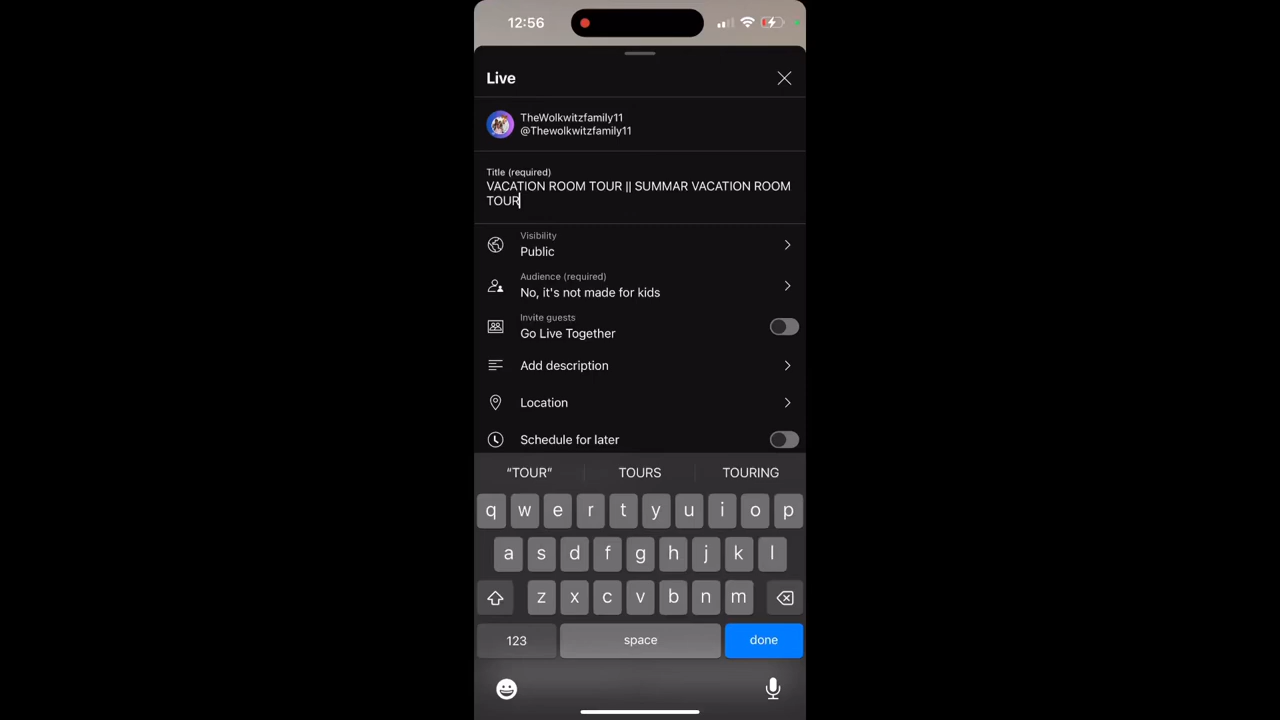 12:56
Live
TheWolkwitzfamily11
@Thewolkwitzfamily11
Title (required)
VACATION ROOM TOUR || SUMMAR VACATION ROOM
TOUR
Visibility
Public
Audience (required)
No, it's not made for kids
Invite guests
Go Live Together
Add description
Location
Schedule for later
“TOUR” TOURS TOURING
q w e r t y u i o p
a s d f g h j k l
z x c v b n m
123 space done